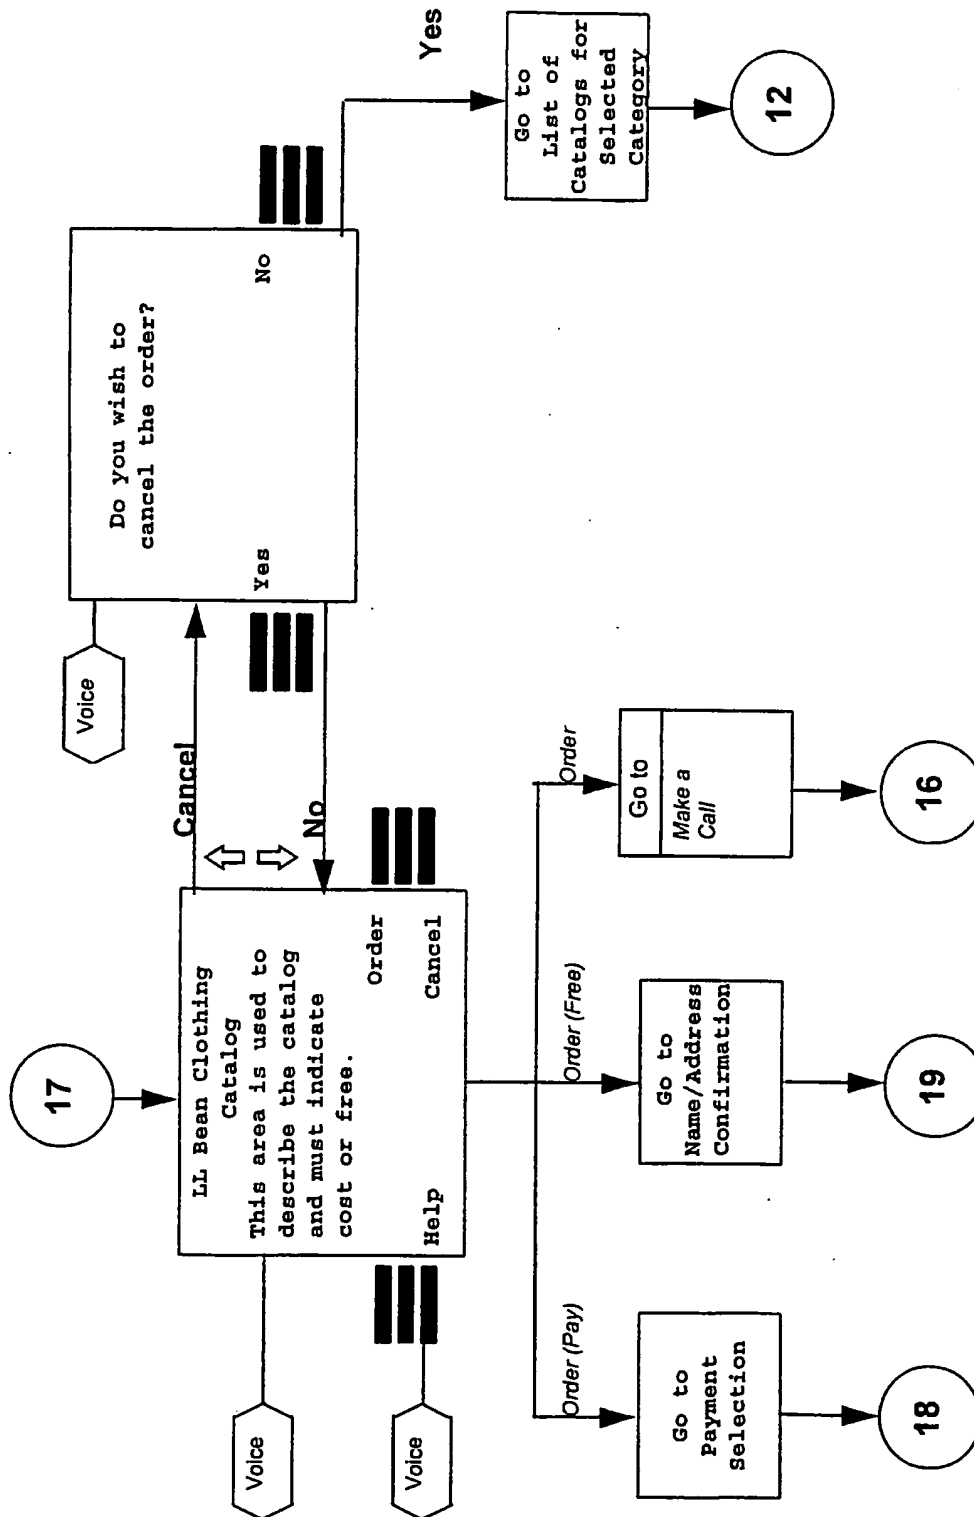 17
LL Bean Clothing
Catalog
This area is used to
describe the catalog
and must indicate
cost or free.
Order
Help
Cancel
Voice
Voice
Cancel
No
Voice
Do you wish to
cancel the order?
Yes
No
Yes
Go to
List of
Catalogs for
Selected
Category
12
Order (Pay)
Go to
Payment
Selection
18
Order (Free)
Go to
Name/Address
Confirmation
19
Order
Go to
Make a
Call
16